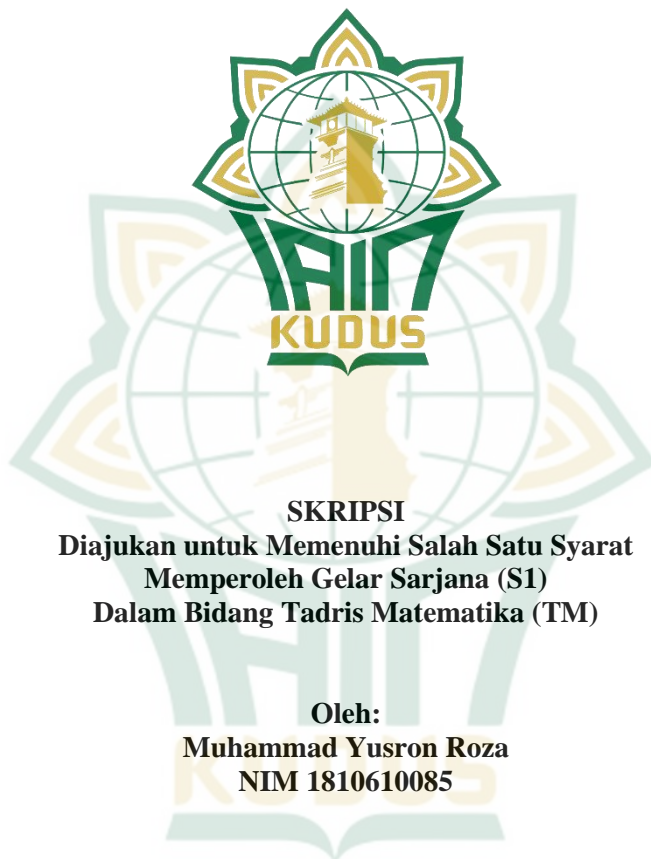 IAIN
KUDUS
SKRIPSI
Diajukan untuk Memenuhi Salah Satu Syarat
Memperoleh Gelar Sarjana (S1)
Dalam Bidang Tadris Matematika (TM)
Oleh:
Muhammad Yusron Roza
NIM 1810610085
KUDUS